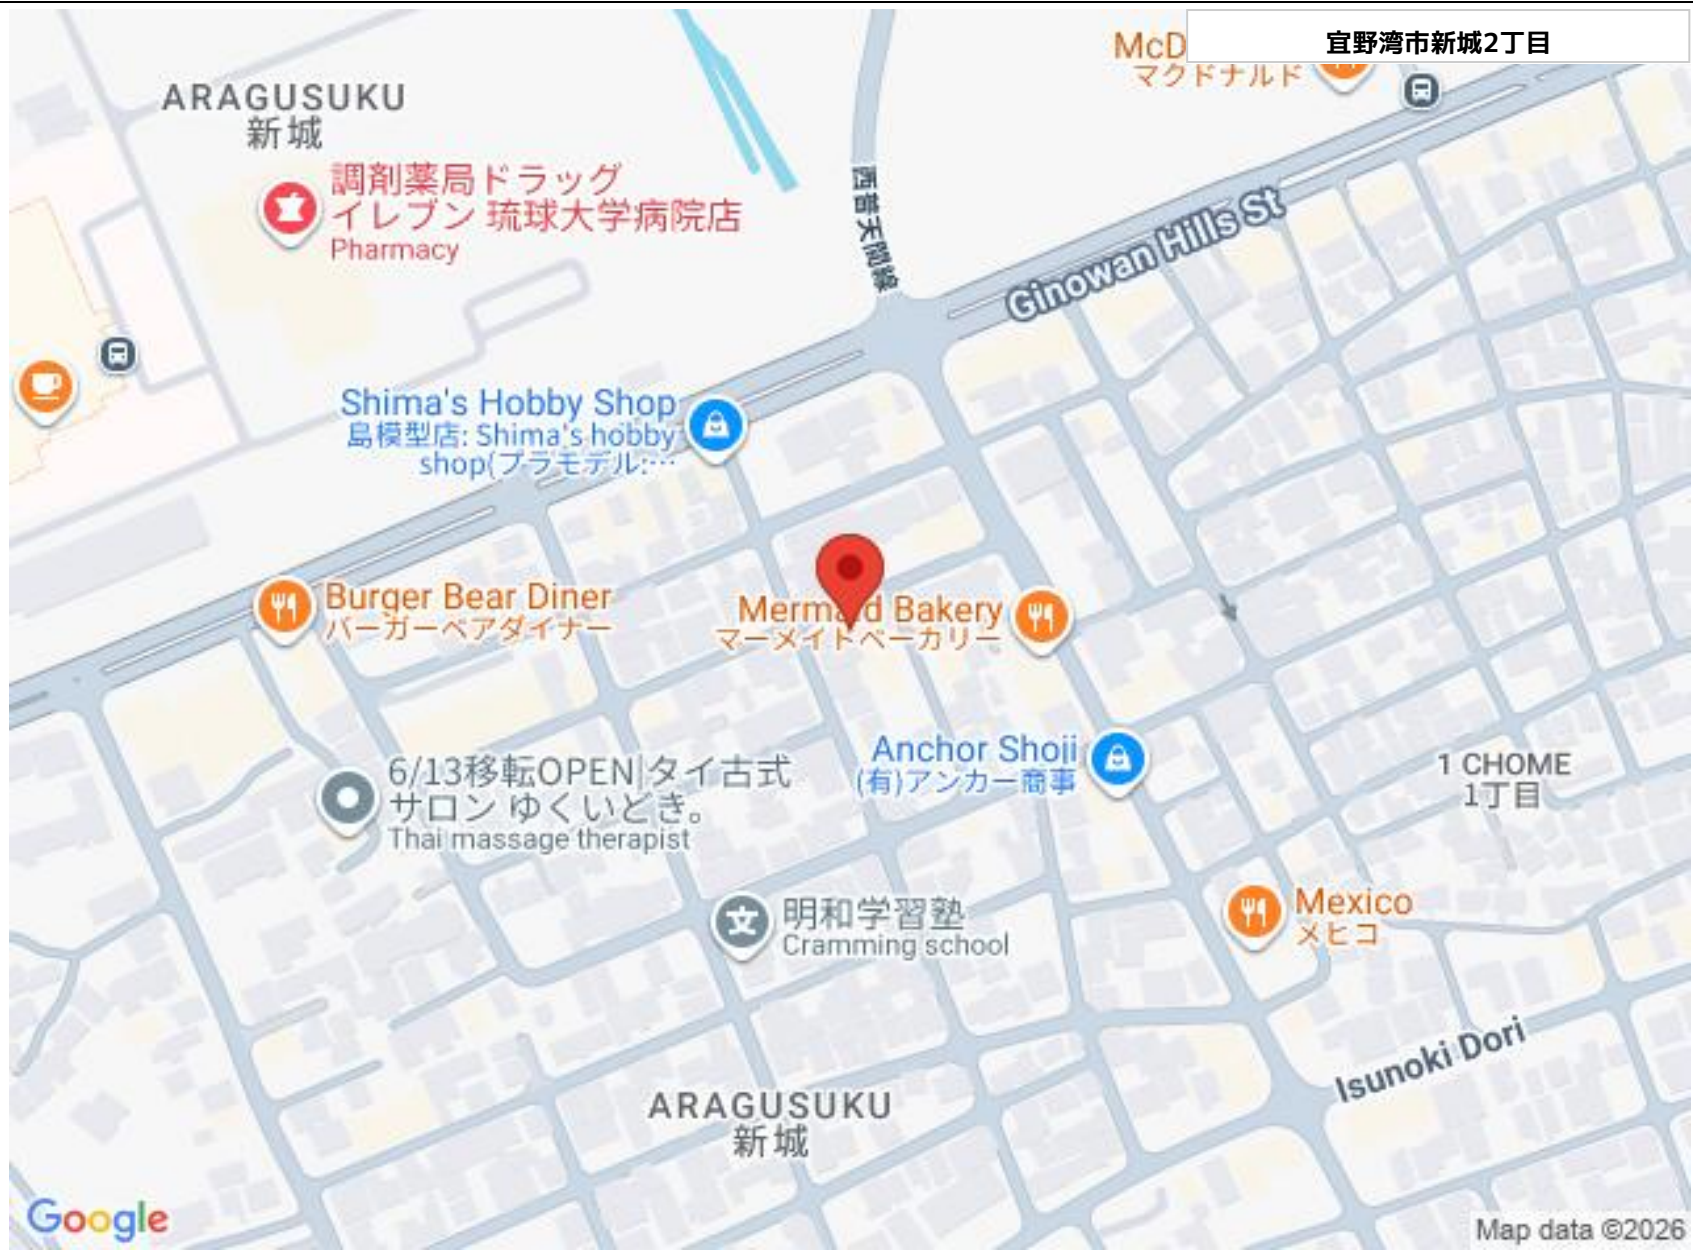 宜野湾市新城2丁目
McD
マクドナルド
ARAGUSUKU
新城
調剤薬局ドラッグ
イレブン 琉球大学病院店
Pharmacy
西普天間線
Ginowan Hills St
Shima's Hobby Shop
島模型店: Shima's hobby
shop(プラモデル:…
Burger Bear Diner
バーガーベアダイナー
Mermaid Bakery
マーメイドベーカリー
Anchor Shoji
(有)アンカー商事
6/13移転OPEN|タイ古式
サロン ゆくいどき。
Thai massage therapist
1 CHOME
1丁目
文
明和学習塾
Cramming school
Mexico
メヒコ
Isunoki Dori
ARAGUSUKU
新城
Google
Map data ©2026